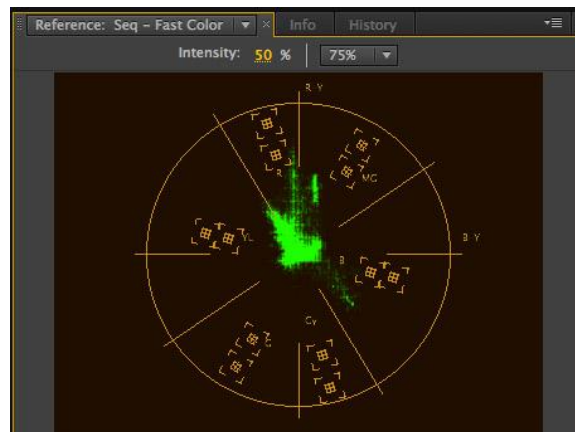 Reference: Seq – Fast Color × Info History
Intensity: 50 % 75%
R Y
R
MG
YL
B
B Y
Cy
G